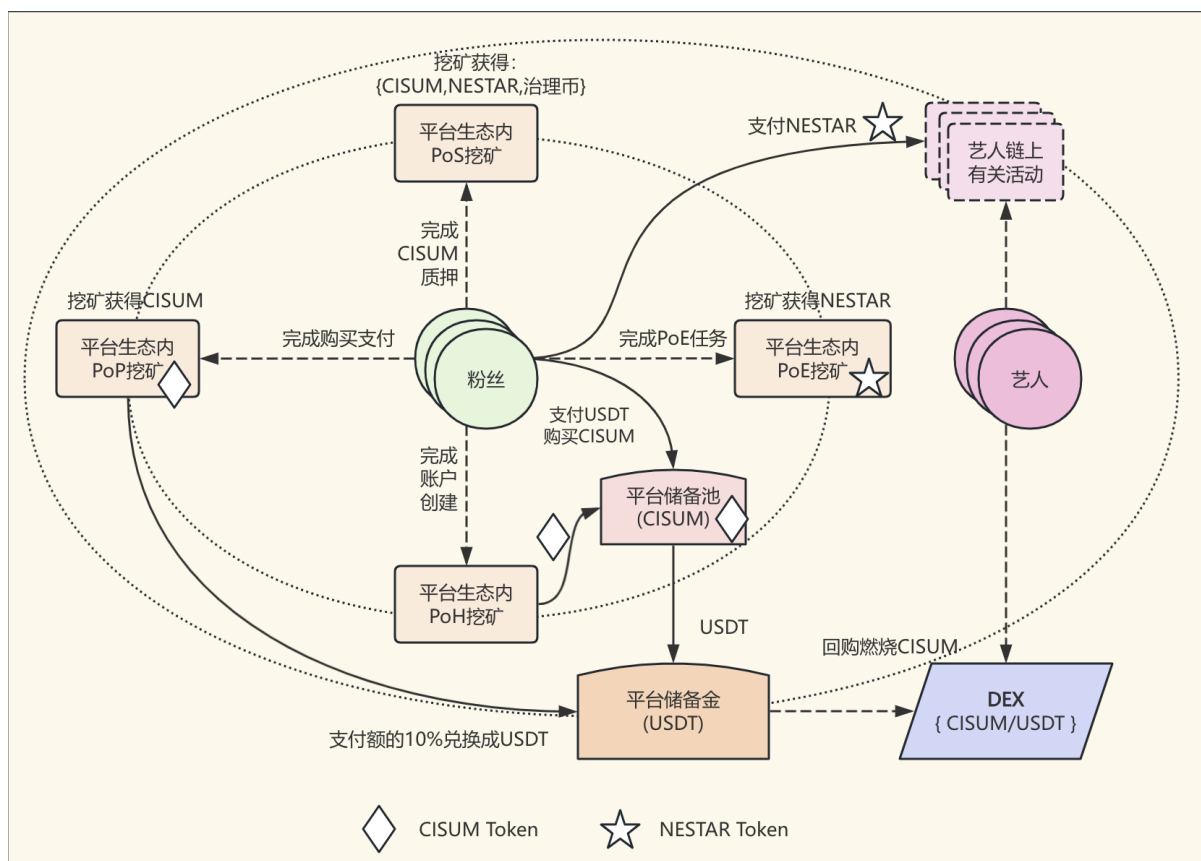 挖矿获得：
{CISUM,NESTAR,治理币}
平台生态内
PoS挖矿
支付NESTAR
艺人链上
有关活动
完成
CISUM
质押
挖矿获得CISUM
挖矿获得NESTAR
平台生态内
PoP挖矿
完成购买支付
粉丝
完成PoE任务
平台生态内
PoE挖矿
艺人
支付USDT
购买CISUM
完成
账户
创建
平台储备池
(CISUM)
平台生态内
PoH挖矿
USDT
回购燃烧CISUM
平台储备金
(USDT)
DEX
{ CISUM/USDT }
支付额的10%兑换成USDT
CISUM Token
NESTAR Token